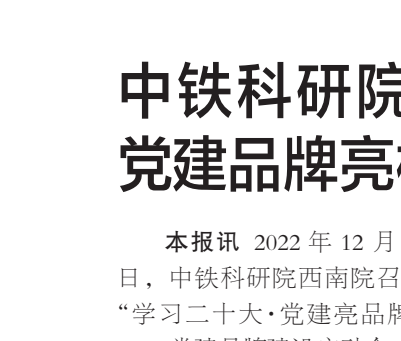 中铁科研院
党建品牌亮
本报讯 2022 年 12 月
日，中铁科研院西南院召
“学习二十大·党建亮品牌